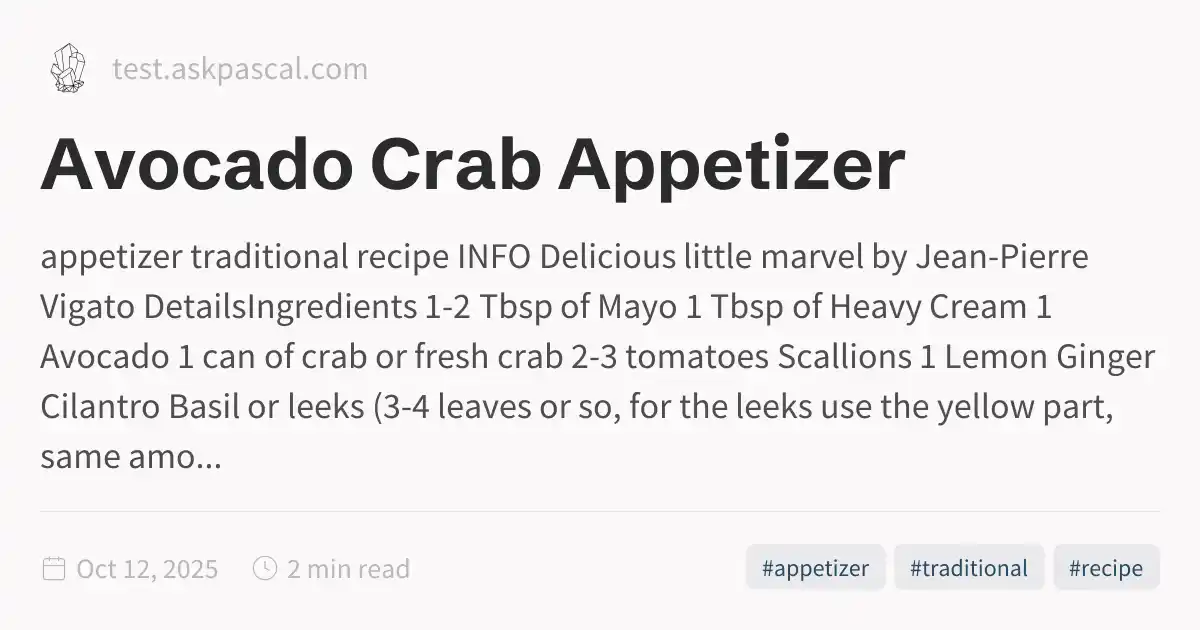 test.askpascal.com
Avocado Crab Appetizer
appetizer traditional recipe INFO Delicious little marvel by Jean-Pierre
Vigato DetailsIngredients 1-2 Tbsp of Mayo 1 Tbsp of Heavy Cream 1
Avocado 1 can of crab or fresh crab 2-3 tomatoes Scallions 1 Lemon Ginger
Cilantro Basil or leeks (3-4 leaves or so, for the leeks use the yellow part,
same amo...
Oct 12, 2025 2 min read #appetizer #traditional #recipe